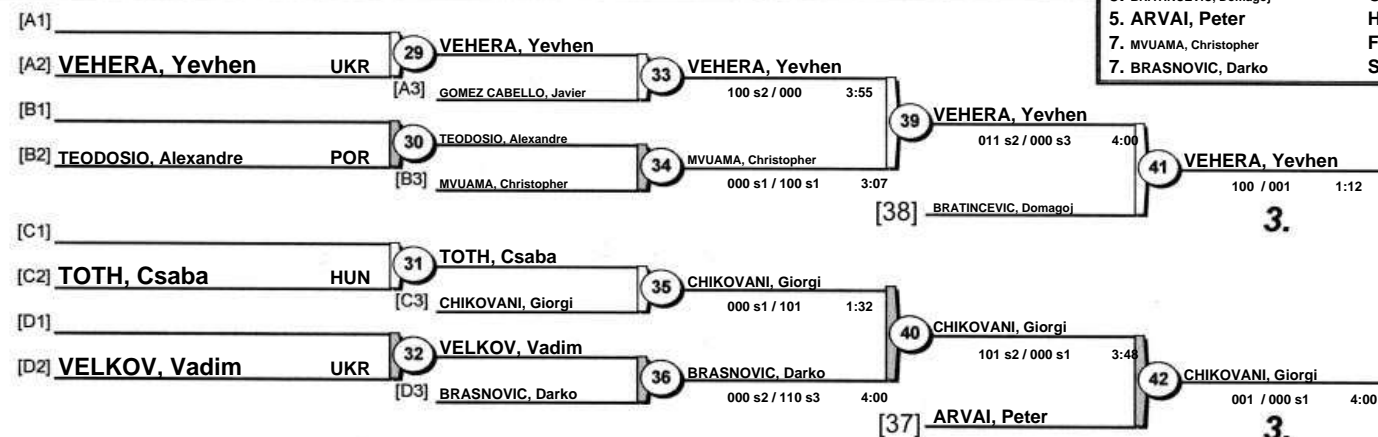 5. ARVAI, Peter H
7. MVUAMA, Christopher F
7. BRASNOVIC, Darko S
[A1]
[A2] VEHERA, Yevhen UKR
29 VEHERA, Yevhen
[A3] GOMEZ CABELLO, Javier
33 VEHERA, Yevhen
100 s2 / 000 3:55
[B1]
[B2] TEODOSIO, Alexandre POR
30 TEODOSIO, Alexandre
[B3] MVUAMA, Christopher
34 MVUAMA, Christopher
000 s1 / 100 s1 3:07
39 VEHERA, Yevhen
011 s2 / 000 s3 4:00
[38] BRATINCEVIC, Domagoj
41 VEHERA, Yevhen
100 / 001 1:12
3.
[C1]
[C2] TOTH, Csaba HUN
31 TOTH, Csaba
[C3] CHIKOVANI, Giorgi
35 CHIKOVANI, Giorgi
000 s1 / 101 1:32
[D1]
[D2] VELKOV, Vadim UKR
32 VELKOV, Vadim
[D3] BRASNOVIC, Darko
36 BRASNOVIC, Darko
000 s2 / 110 s3 4:00
40 CHIKOVANI, Giorgi
101 s2 / 000 s1 3:48
[37] ARVAI, Peter
42 CHIKOVANI, Giorgi
001 / 000 s1 4:00
3.